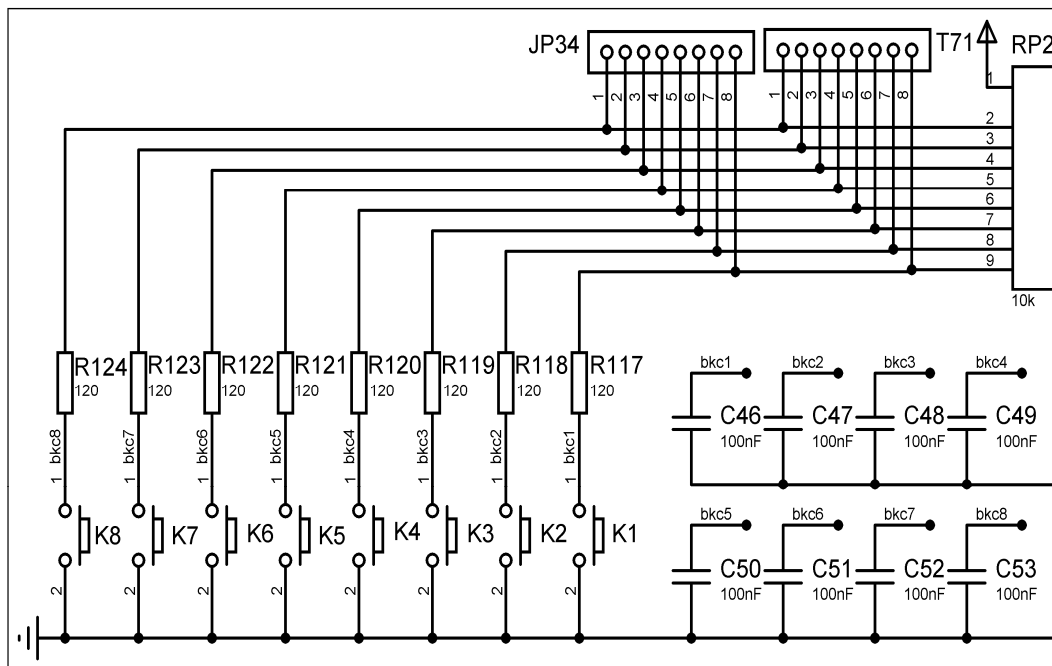 JP34
T71
RP2
1
1 2 3 4 5 6 7 8
1 2 3 4 5 6 7 8
2
3
4
5
6
7
8
9
10k
R124 R123 R122 R121 R120 R119 R118 R117
120 120 120 120 120 120 120 120
bkc1 bkc2 bkc3 bkc4
C46 C47 C48 C49
100nF 100nF 100nF 100nF
bkc8 bkc7 bkc6 bkc5 bkc4 bkc3 bkc2 bkc1
1 1 1 1 1 1 1 1
bkc5 bkc6 bkc7 bkc8
K8 K7 K6 K5 K4 K3 K2 K1
C50 C51 C52 C53
100nF 100nF 100nF 100nF
2 2 2 2 2 2 2 2